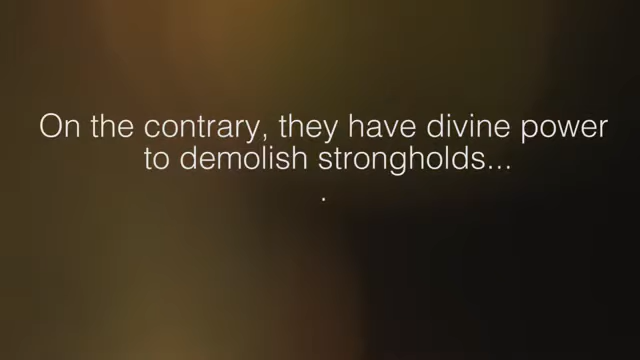 On the contrary, they have divine power
to demolish strongholds...
.